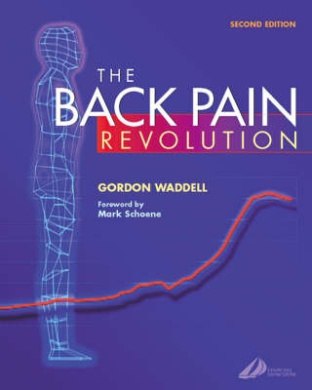 SECOND EDITION
THE
BACK PAIN
REVOLUTION
GORDON WADDELL
Foreword by
Mark Schoene